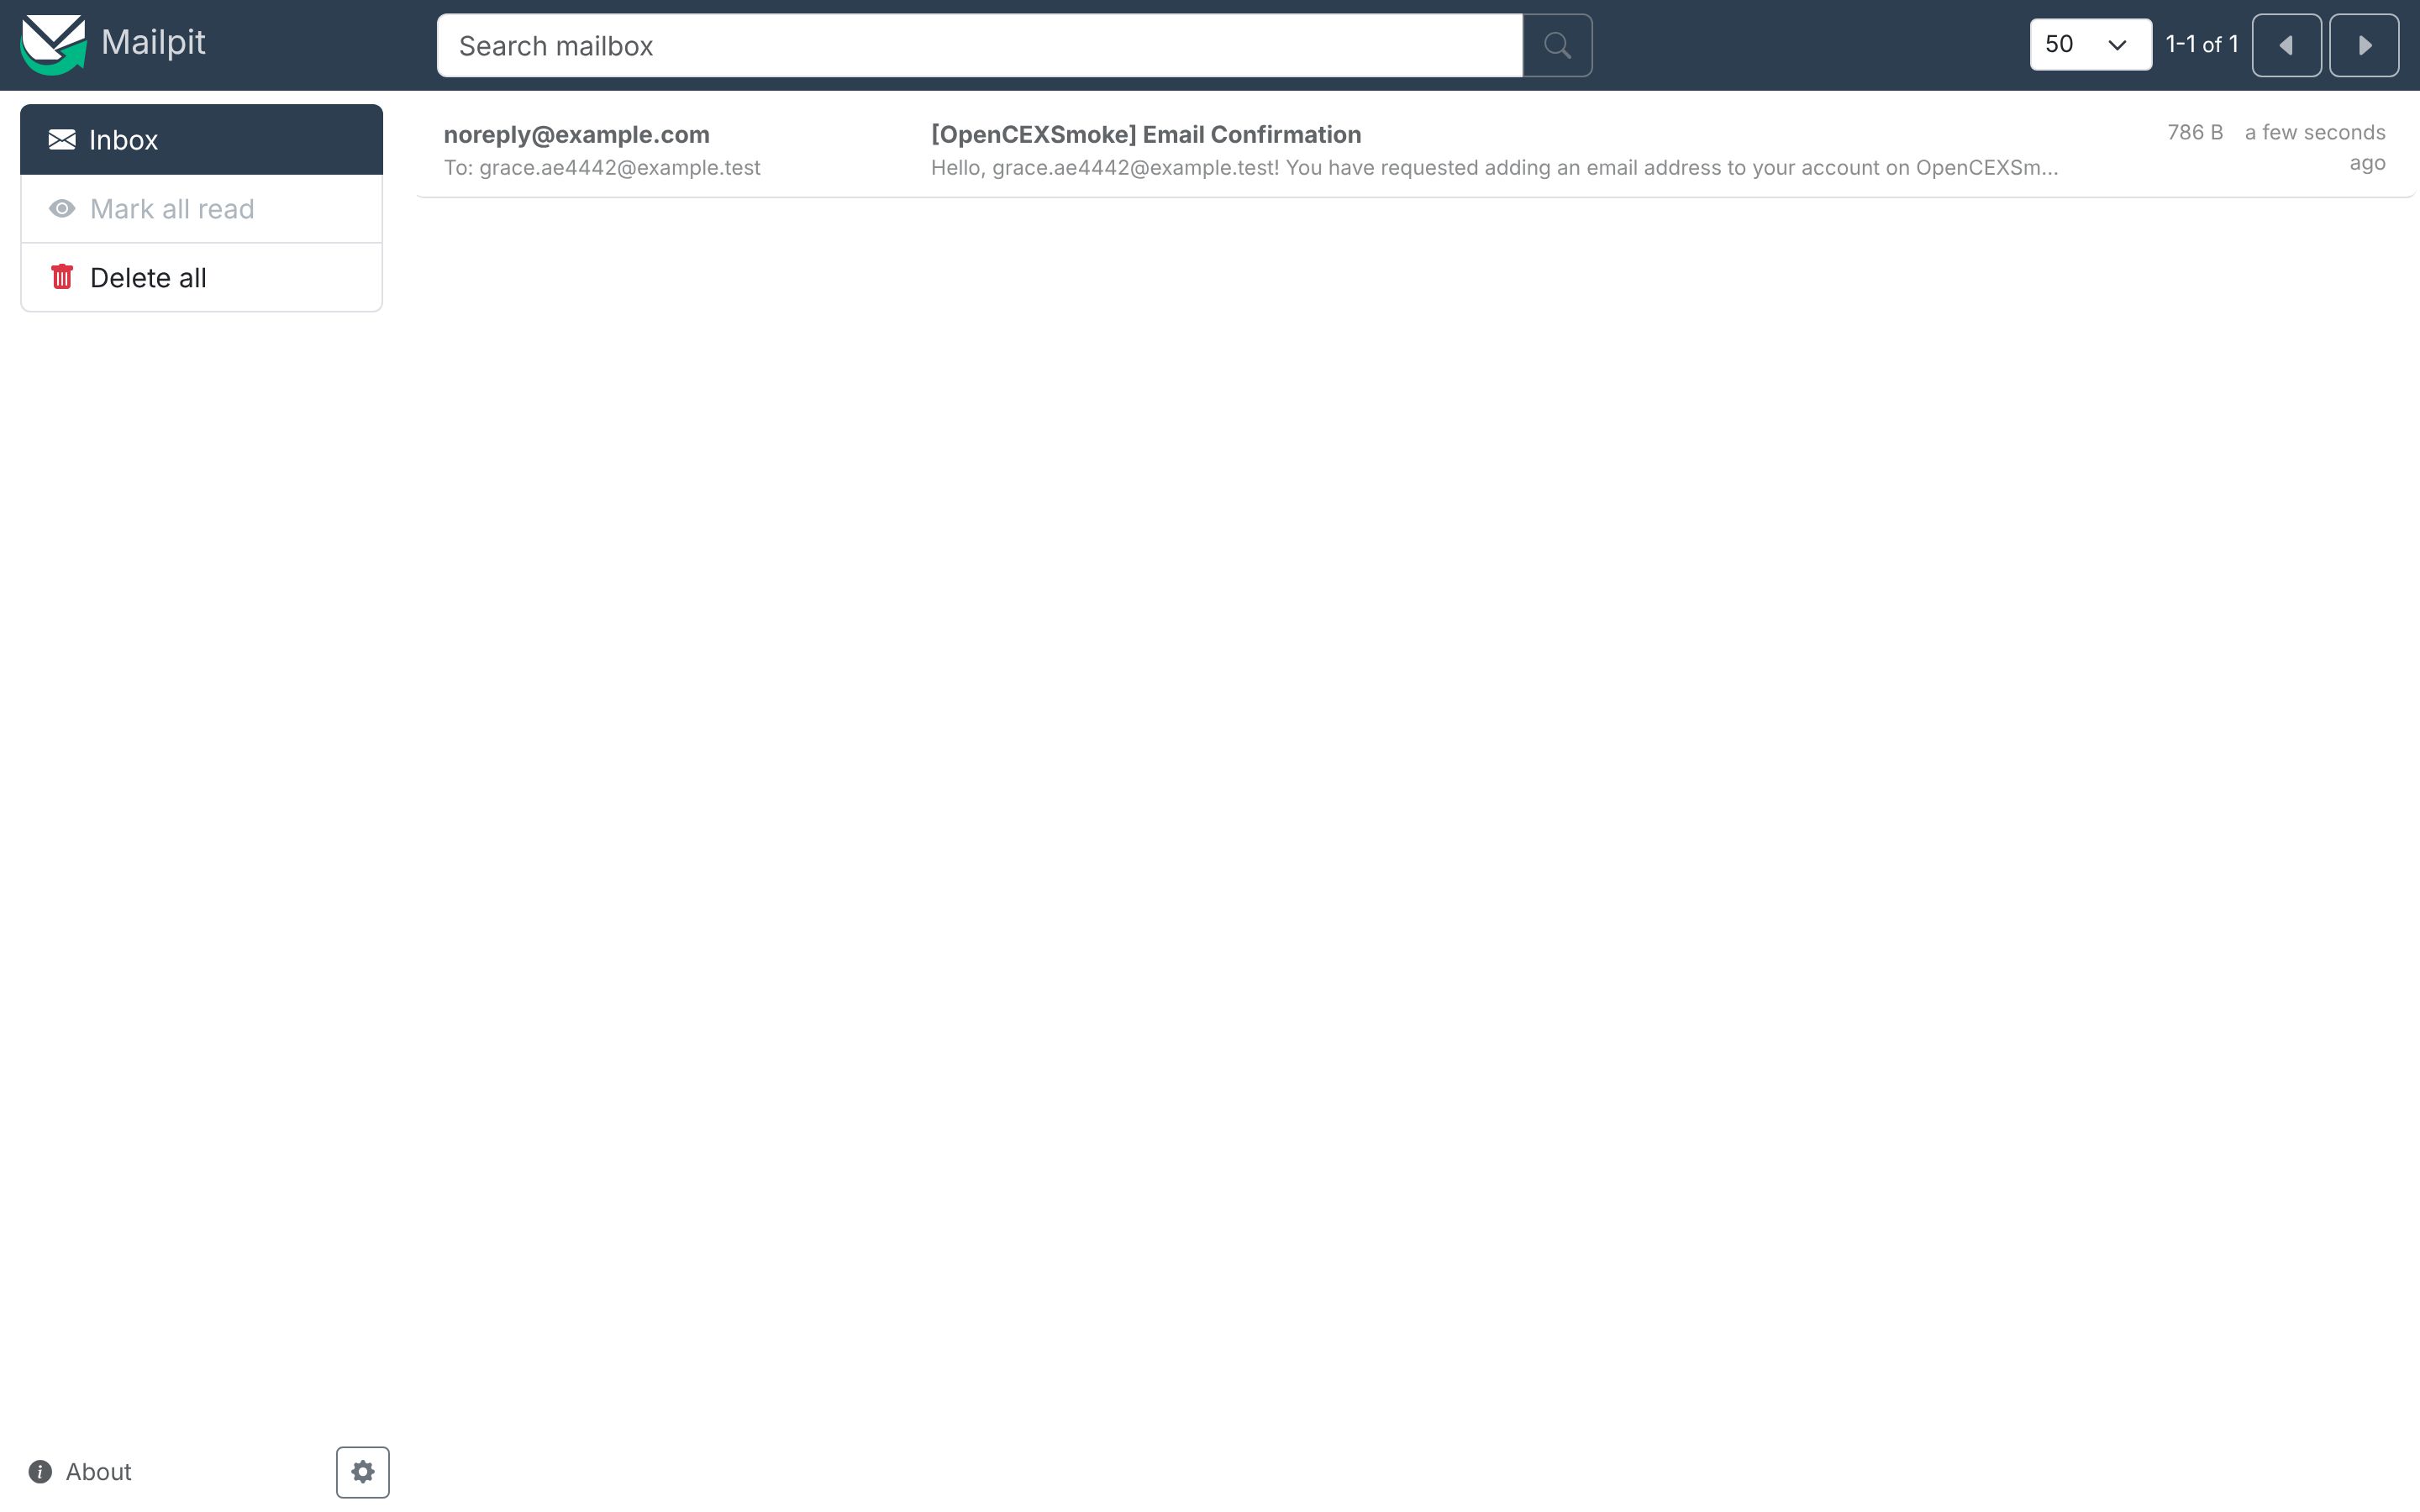 Mailpit
Search mailbox
50
1-1 of 1
Inbox
Mark all read
Delete all
noreply@example.com
To: grace.ae4442@example.test
[OpenCEXSmoke] Email Confirmation
Hello, grace.ae4442@example.test! You have requested adding an email address to your account on OpenCEXSm...
786 B
a few seconds
ago
About